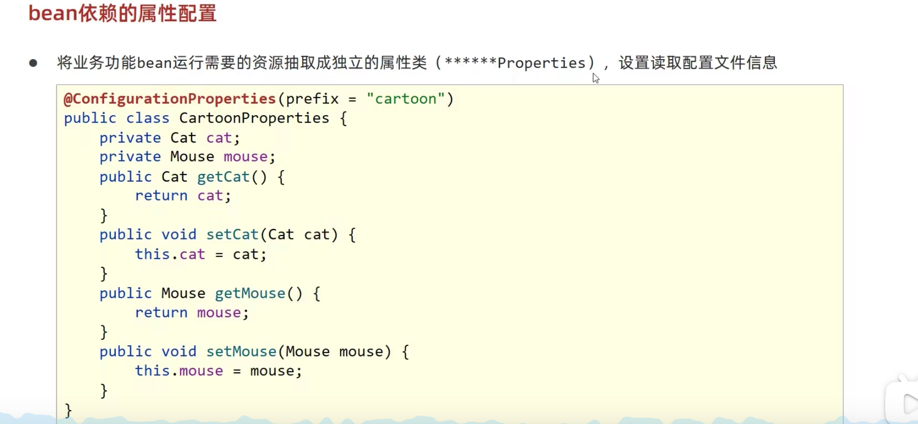 bean依赖的属性配置
● 将业务功能bean运行需要的资源抽取成独立的属性类（******Properties），设置读取配置文件信息
@ConfigurationProperties(prefix = "cartoon")
public class CartoonProperties {
    private Cat cat;
    private Mouse mouse;
    public Cat getCat() {
        return cat;
    }
    public void setCat(Cat cat) {
        this.cat = cat;
    }
    public Mouse getMouse() {
        return mouse;
    }
    public void setMouse(Mouse mouse) {
        this.mouse = mouse;
    }
}